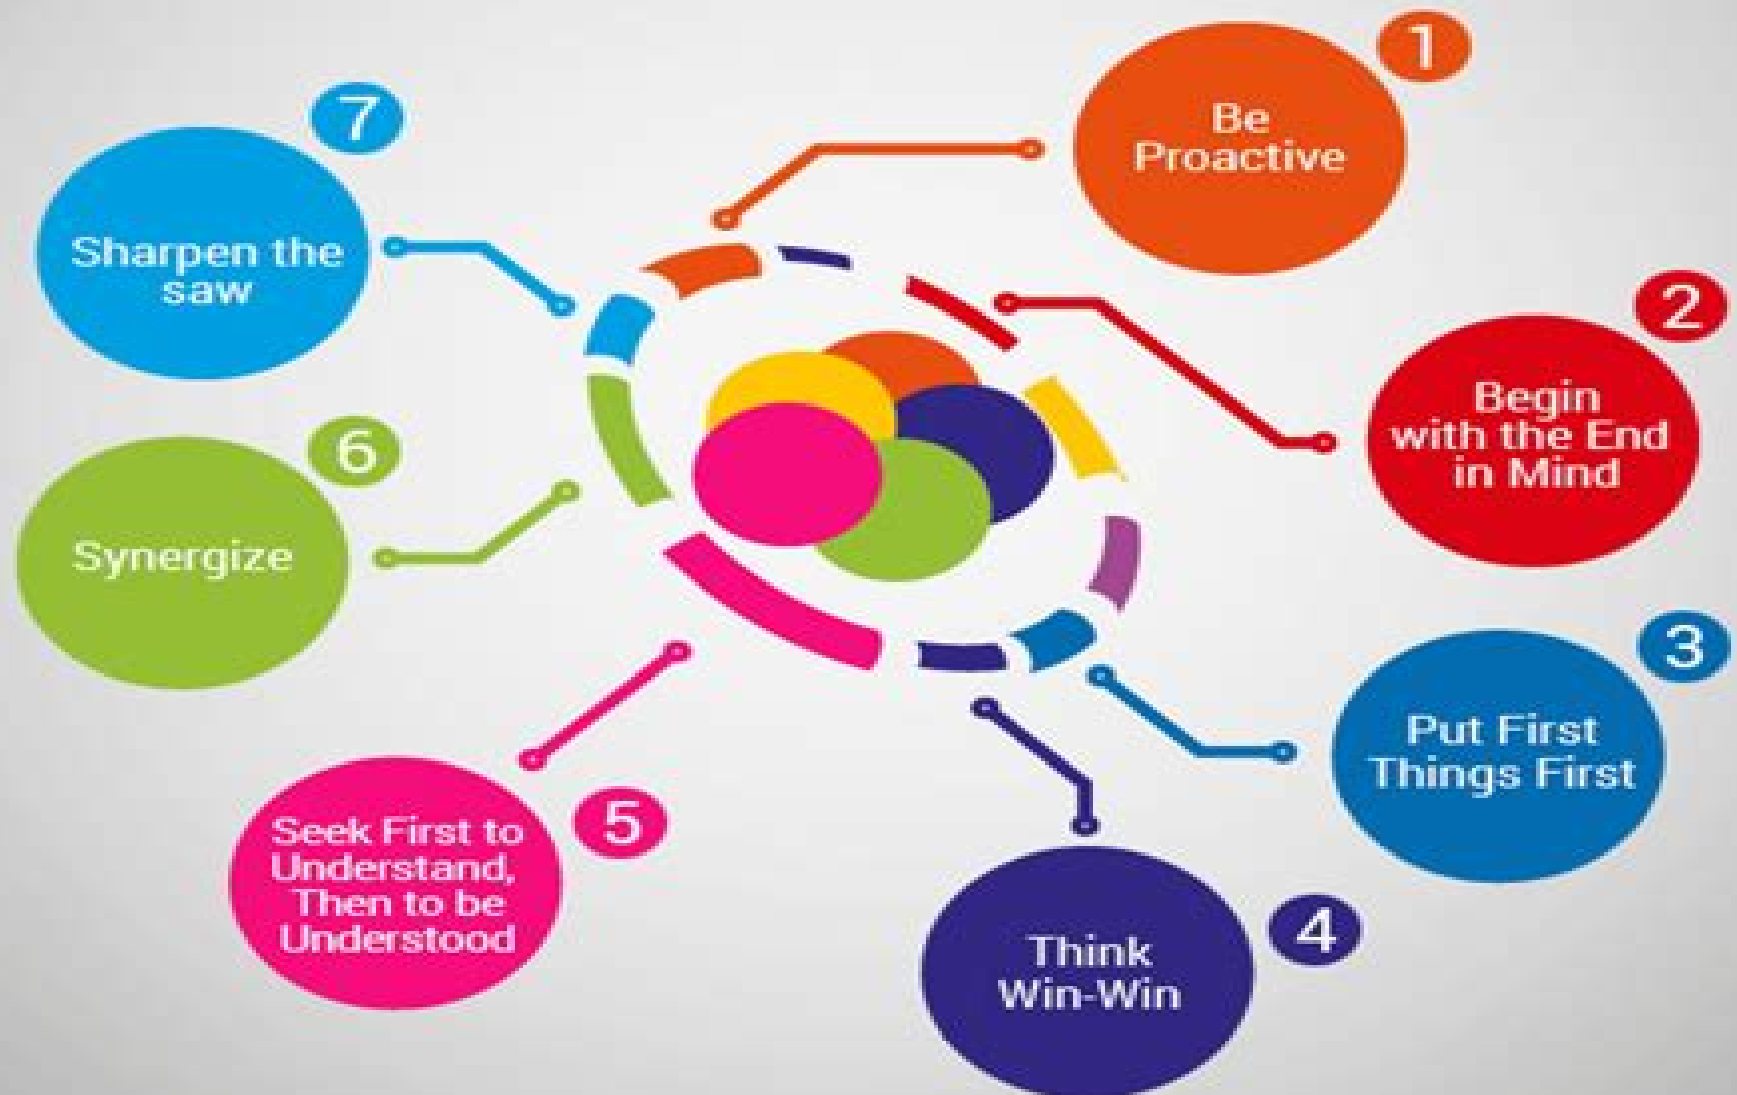 1
Be
Proactive
2
Begin
with the End
in Mind
3
Put First
Things First
4
Think
Win-Win
5
Seek First to
Understand,
Then to be
Understood
6
Synergize
7
Sharpen the
saw